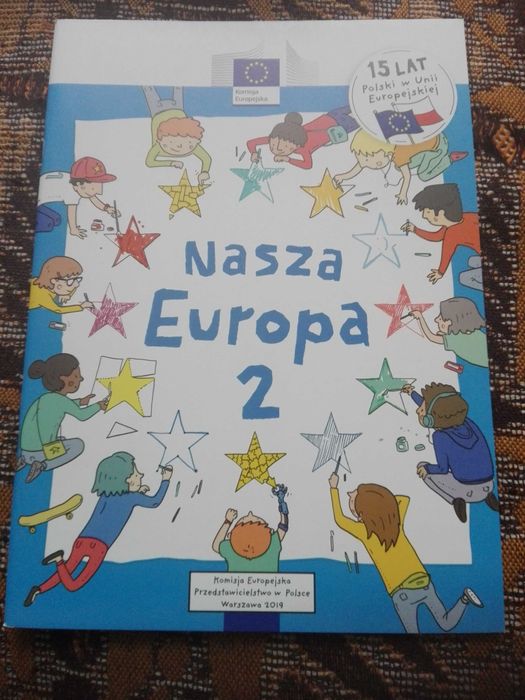 Komisja
Europejska
15 LAT
Polski w Unii
Europejskiej
Nasza
Europa
2
Komisja Europejska
Przedstawicielstwo w Polsce
Warszawa 2019